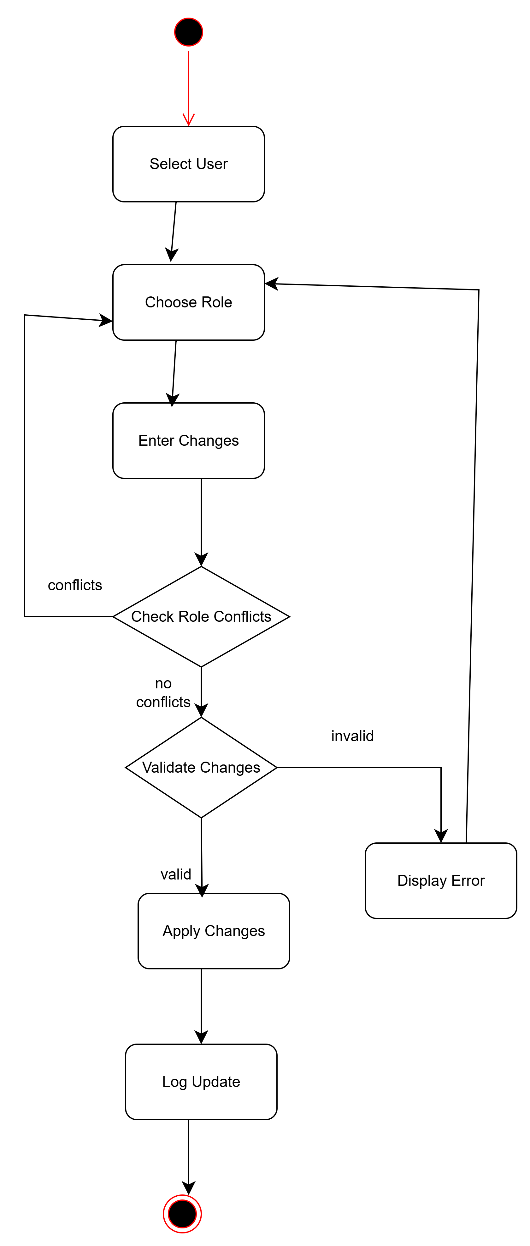 Select User
Choose Role
Enter Changes
conflicts
Check Role Conflicts
no
conflicts
invalid
Validate Changes
valid
Display Error
Apply Changes
Log Update